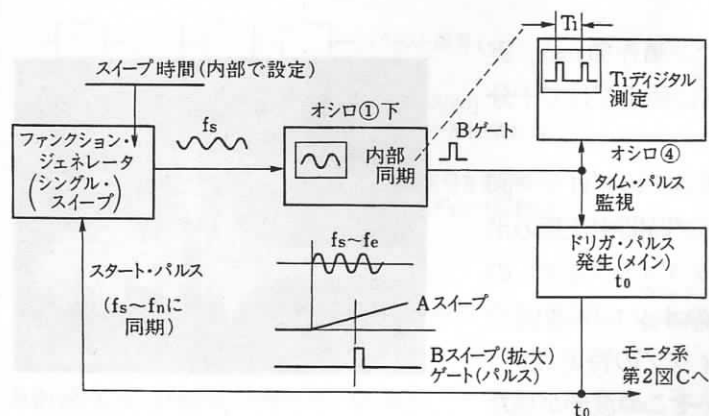 スイープ時間(内部で設定)
ファンクション・
ジェネレータ
(シングル・
スイープ)
fs
オシロ①下
内部
同期
Bゲート
T1
T1ディジタル
測定
オシロ④
タイム・パルス
監視
ドリガ・パルス
発生(メイン)
t0
スタート・パルス
(fs~fnに
同期)
fs~fe
Aスイープ
Bスイープ(拡大)
ゲート(パルス)
モニタ系
第2図Cへ
t0